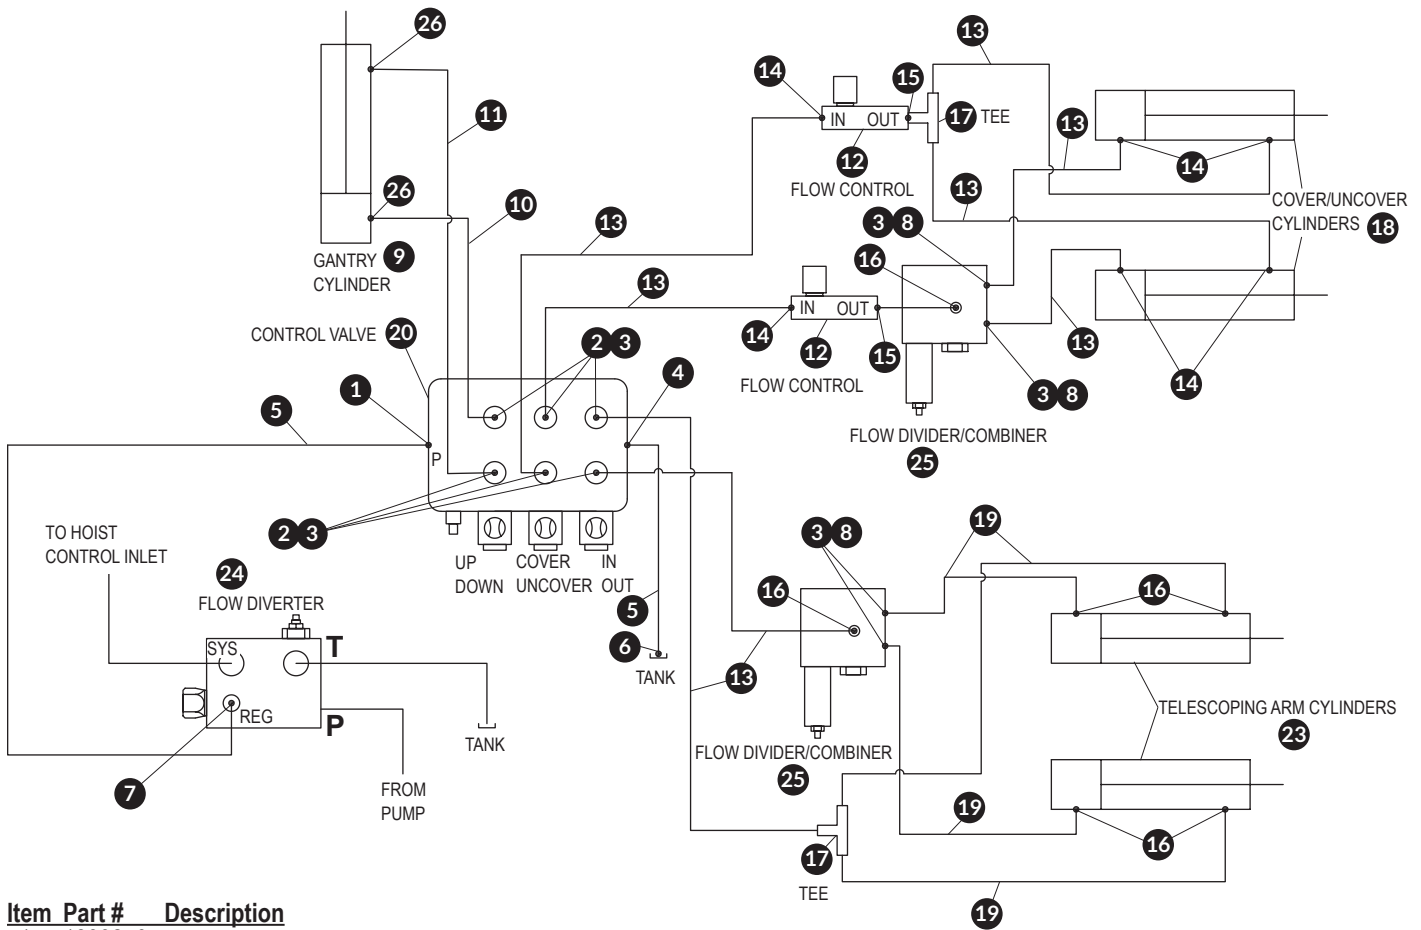 26
13
14
15
11
IN OUT
17 TEE
13
12
14
FLOW CONTROL
26
10
13
COVER/UNCOVER
CYLINDERS 18
3 8
13
16
GANTRY 9
CYLINDER
13
IN OUT
14
12
15
13
CONTROL VALVE 20
2 3
FLOW CONTROL
4
14
1
3 8
5
FLOW DIVIDER/COMBINER
25
P
TO HOIST
CONTROL INLET
2 3
19
3 8
UP
DOWN
COVER
UNCOVER
IN
OUT
24
FLOW DIVERTER
16
16
5
SYS
T
6
TANK
13
REG
P
TANK
TELESCOPING ARM CYLINDERS
23
FLOW DIVIDER/COMBINER
25
7
FROM
PUMP
19
16
17
TEE
19
Item Part # Description